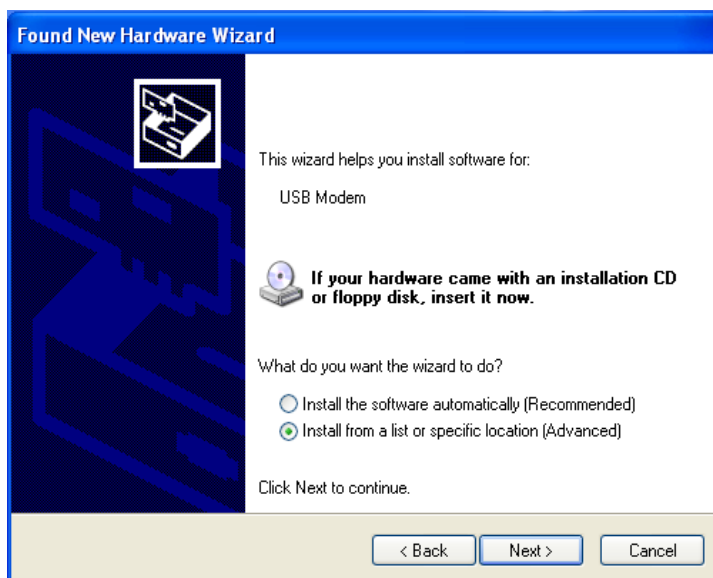 Found New Hardware Wizard
This wizard helps you install software for:
USB Modem
If your hardware came with an installation CD
or floppy disk, insert it now.
What do you want the wizard to do?
Install the software automatically (Recommended)
Install from a list or specific location (Advanced)
Click Next to continue.
< Back
Next >
Cancel